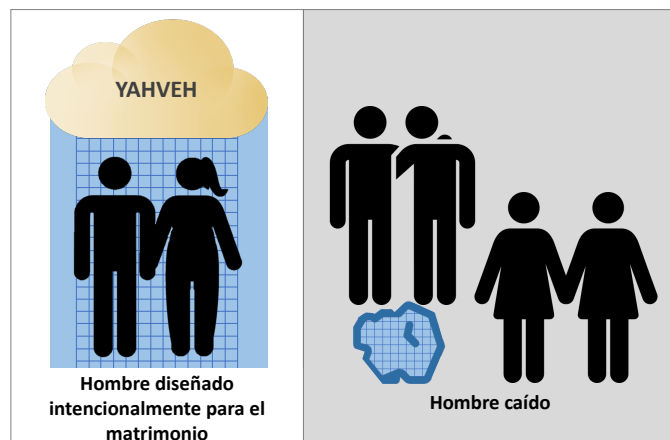 YAHVEH
Hombre diseñado
intencionalmente para el
matrimonio
Hombre caído